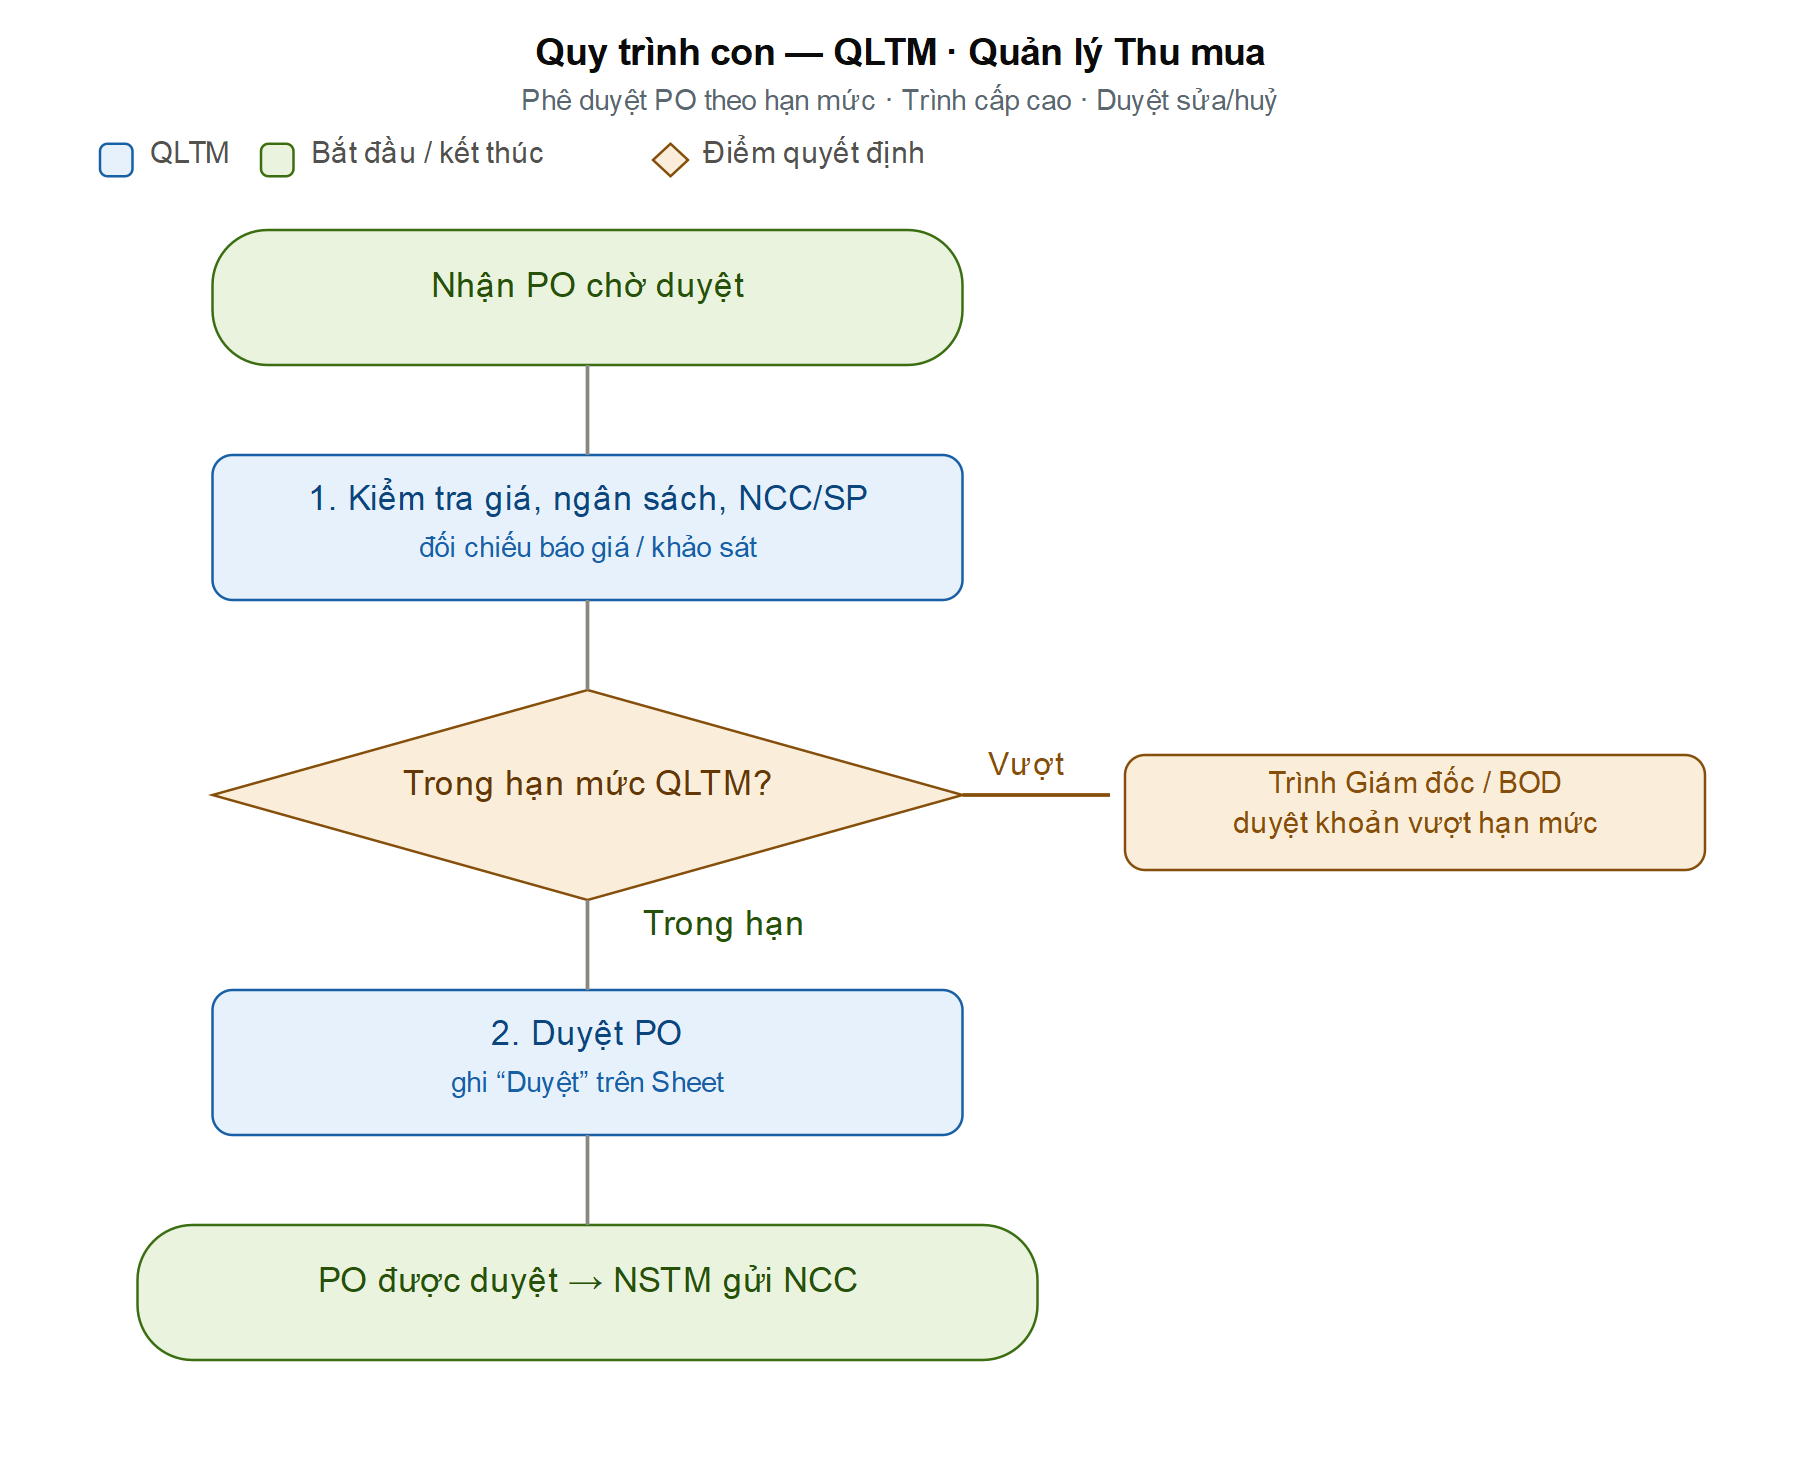 Quy trình con — QLTM · Quản lý Thu mua
Phê duyệt PO theo hạn mức · Trình cấp cao · Duyệt sửa/huỷ
QLTM
Bắt đầu / kết thúc
Điểm quyết định
Nhận PO chờ duyệt
1. Kiểm tra giá, ngân sách, NCC/SP
đối chiếu báo giá / khảo sát
Trong hạn mức QLTM?
Vượt
Trình Giám đốc / BOD
duyệt khoản vượt hạn mức
Trong hạn
2. Duyệt PO
ghi “Duyệt” trên Sheet
PO được duyệt → NSTM gửi NCC